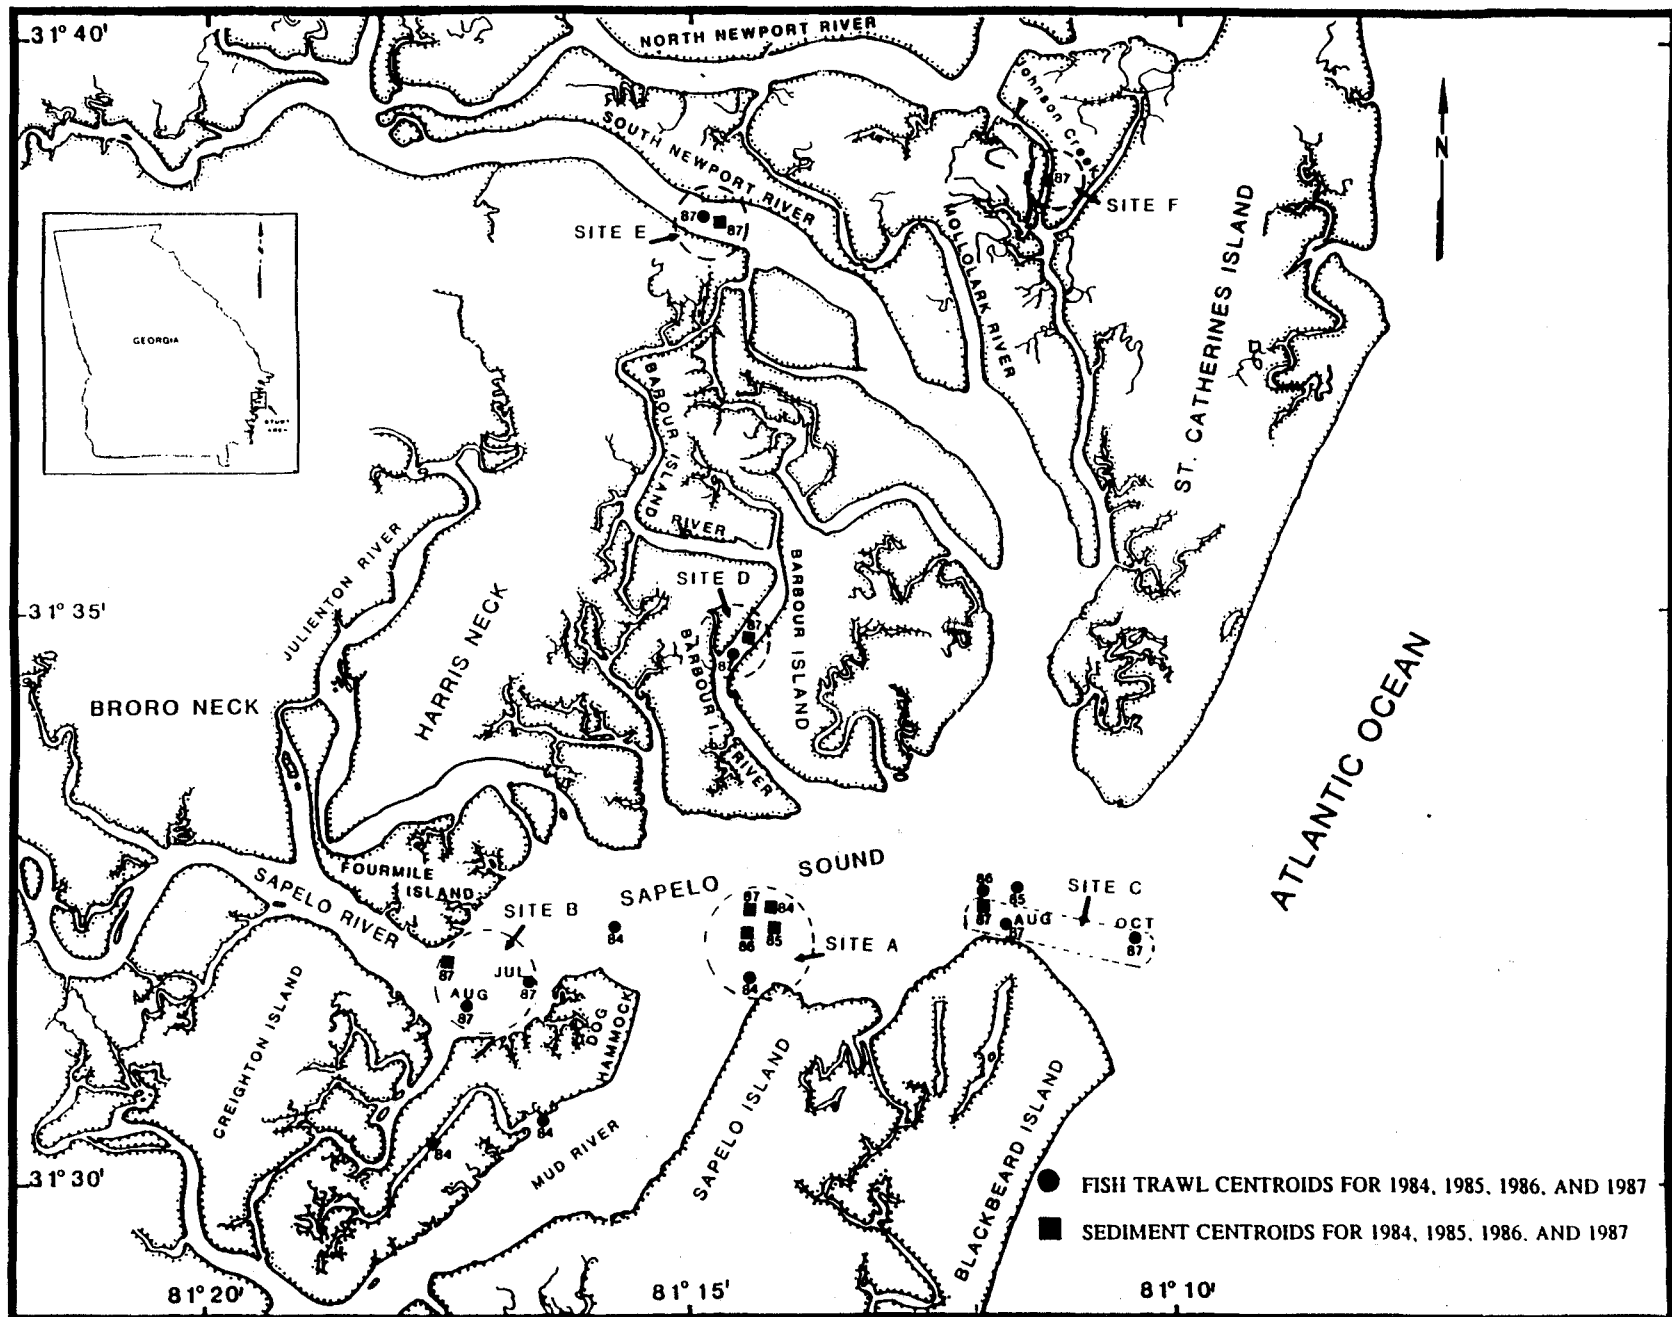 31° 40'
NORTH NEWPORT RIVER
Johnson Creek
SOUTH NEWPORT RIVER
N
87
SITE F
87
87
SITE E
MOLLOLARK RIVER
ST. CATHERINES ISLAND
GEORGIA
STUDY
AREA
BARBOUR ISLAND
RIVER
JULIENTON RIVER
SITE D
31° 35'
87
87
BARBOUR ISLAND
HARRIS NECK
BRORO NECK
BARBOUR I. RIVER
ATLANTIC OCEAN
SAPELO SOUND
FOURMILE
ISLAND
SAPELO RIVER
SITE B
84
87
84
86
85
84
SITE A
86
85
87
AUG
87
SITE C
OCT
87
87
JUL
87
AUG
87
DOG
HAMMOCK
CREIGHTON ISLAND
84
84
MUD RIVER
SAPELO ISLAND
BLACKBEARD ISLAND
31° 30'
FISH TRAWL CENTROIDS FOR 1984, 1985, 1986, AND 1987
SEDIMENT CENTROIDS FOR 1984, 1985, 1986, AND 1987
81° 20'
81° 15'
81° 10'